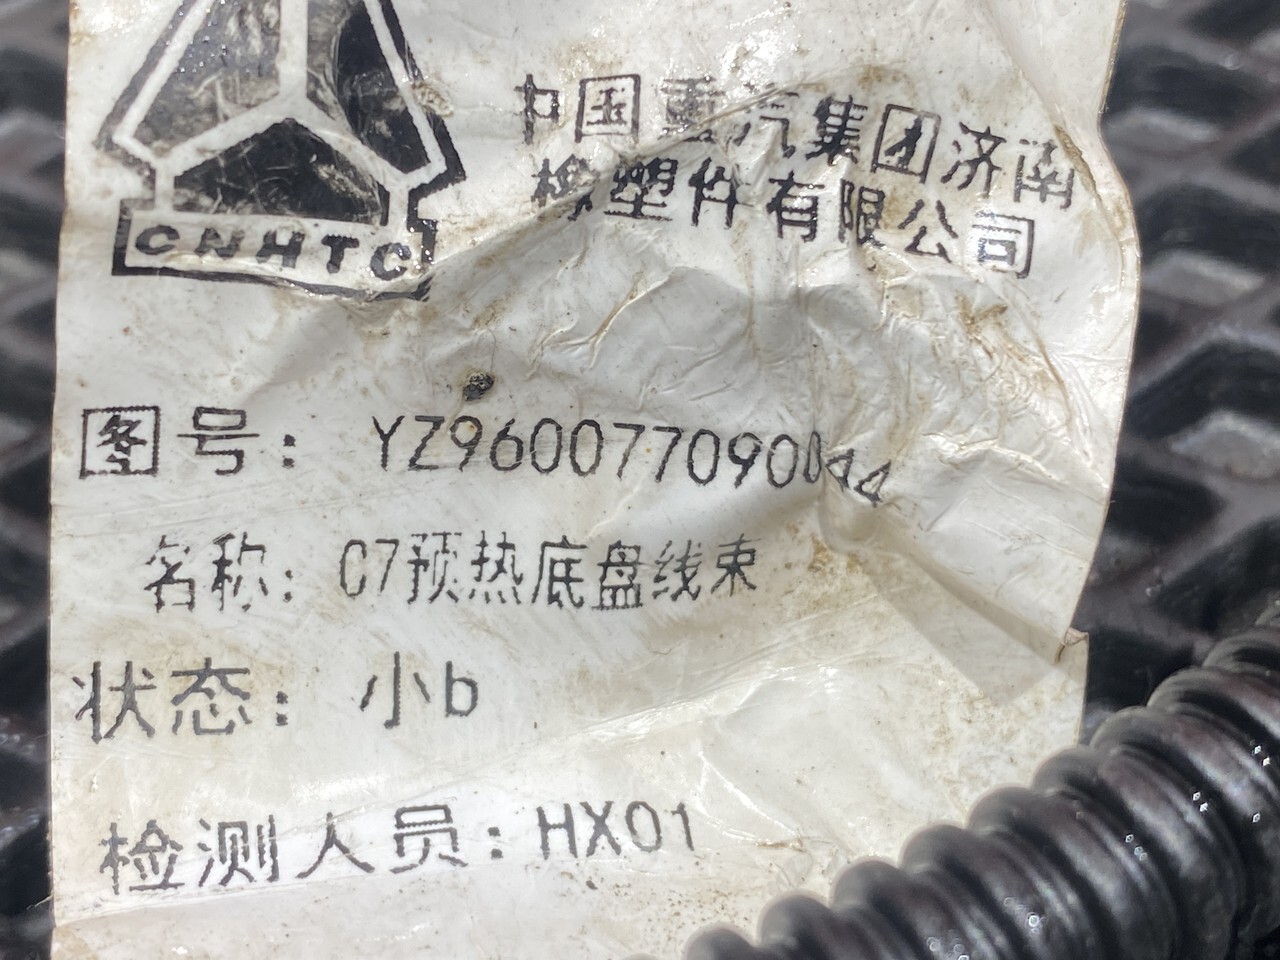 CNHTC
中国重汽集团济南
橡塑件有限公司
图号: YZ960077090044
名称: C7预热底盘线束
状态: 小b
检测人员: HX01